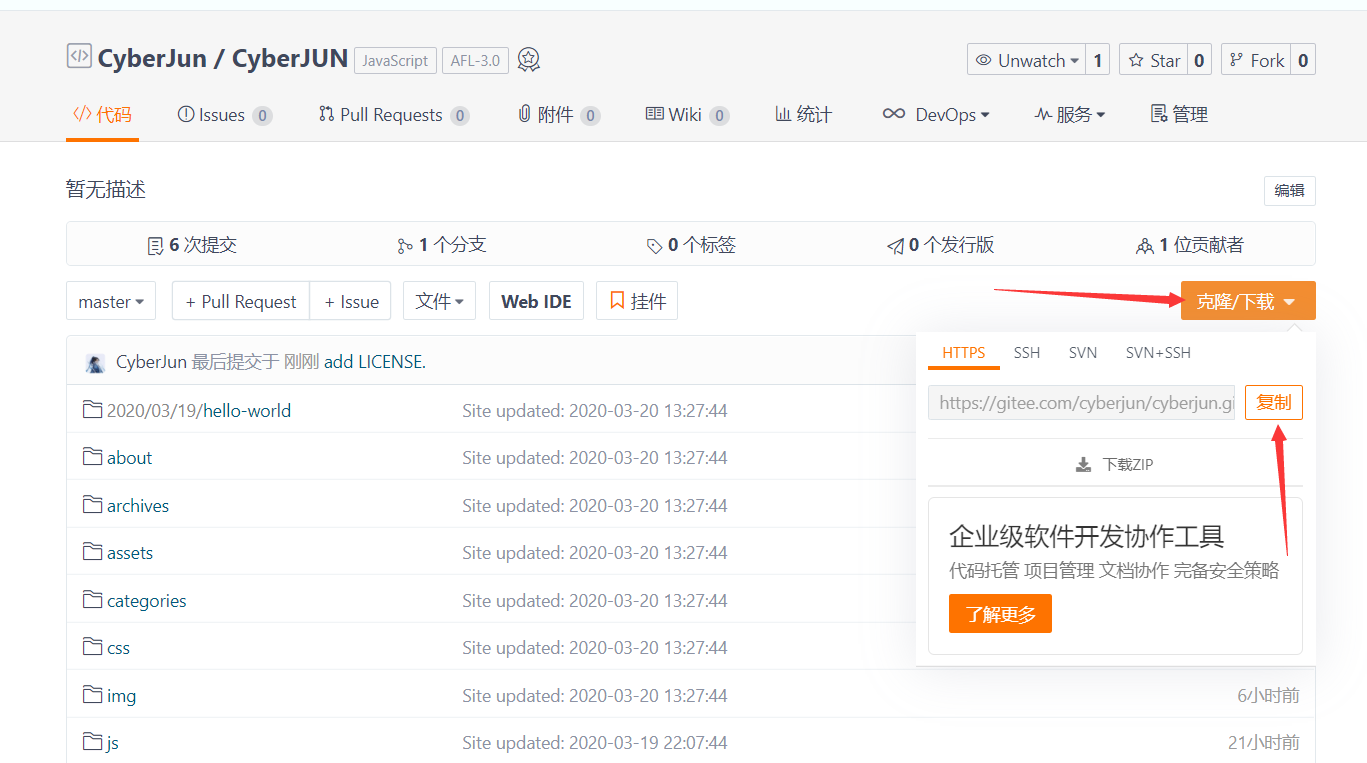 CyberJun / CyberJUN JavaScript AFL-3.0 Unwatch 1 Star 0 Fork 0
代码 Issues 0 Pull Requests 0 附件 0 Wiki 0 统计 DevOps 服务 管理
暂无描述 编辑
6 次提交 1 个分支 0 个标签 0 个发行版 1 位贡献者
master + Pull Request + Issue 文件 Web IDE 挂件 克隆/下载
HTTPS SSH SVN SVN+SSH
https://gitee.com/cyberjun/cyberjun.gi 复制
下载ZIP
企业级软件开发协作工具
代码托管 项目管理 文档协作 完备安全策略
了解更多
CyberJun 最后提交于 刚刚 add LICENSE.
2020/03/19/hello-world Site updated: 2020-03-20 13:27:44
about Site updated: 2020-03-20 13:27:44
archives Site updated: 2020-03-20 13:27:44
assets Site updated: 2020-03-20 13:27:44
categories Site updated: 2020-03-20 13:27:44
css Site updated: 2020-03-20 13:27:44
img Site updated: 2020-03-20 13:27:44 6小时前
js Site updated: 2020-03-19 22:07:44 21小时前